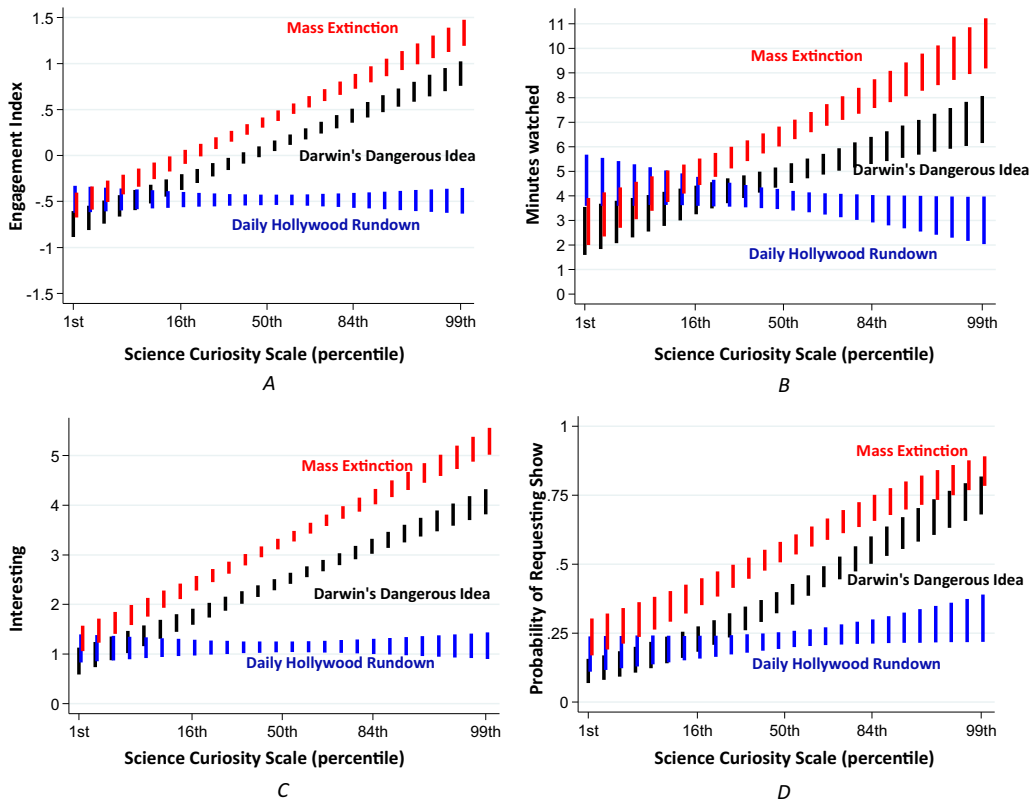 Engagement Index
1.5
1
.5
0
-.5
-1
-1.5
Mass Extinction
Darwin's Dangerous Idea
Daily Hollywood Rundown
1st
16th
50th
84th
99th
Science Curiosity Scale (percentile)
A
Minutes watched
11
10
9
8
7
6
5
4
3
2
1
0
Mass Extinction
Darwin's Dangerous Idea
Daily Hollywood Rundown
1st
16th
50th
84th
99th
Science Curiosity Scale (percentile)
B
Interesting
5
4
3
2
1
0
Mass Extinction
Darwin's Dangerous Idea
Daily Hollywood Rundown
1st
16th
50th
84th
99th
Science Curiosity Scale (percentile)
C
Probability of Requesting Show
1
.75
.5
.25
0
Mass Extinction
Darwin's Dangerous Idea
Daily Hollywood Rundown
1st
16th
50th
84th
99th
Science Curiosity Scale (percentile)
D